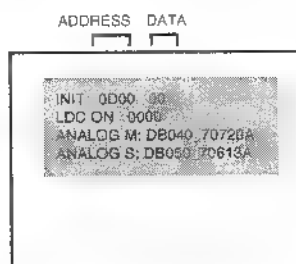 ADDRESS DATA
INIT 0D00 00
LDC ON 0000
ANALOG M; DB040 70720A
ANALOG S; DB050 70613A